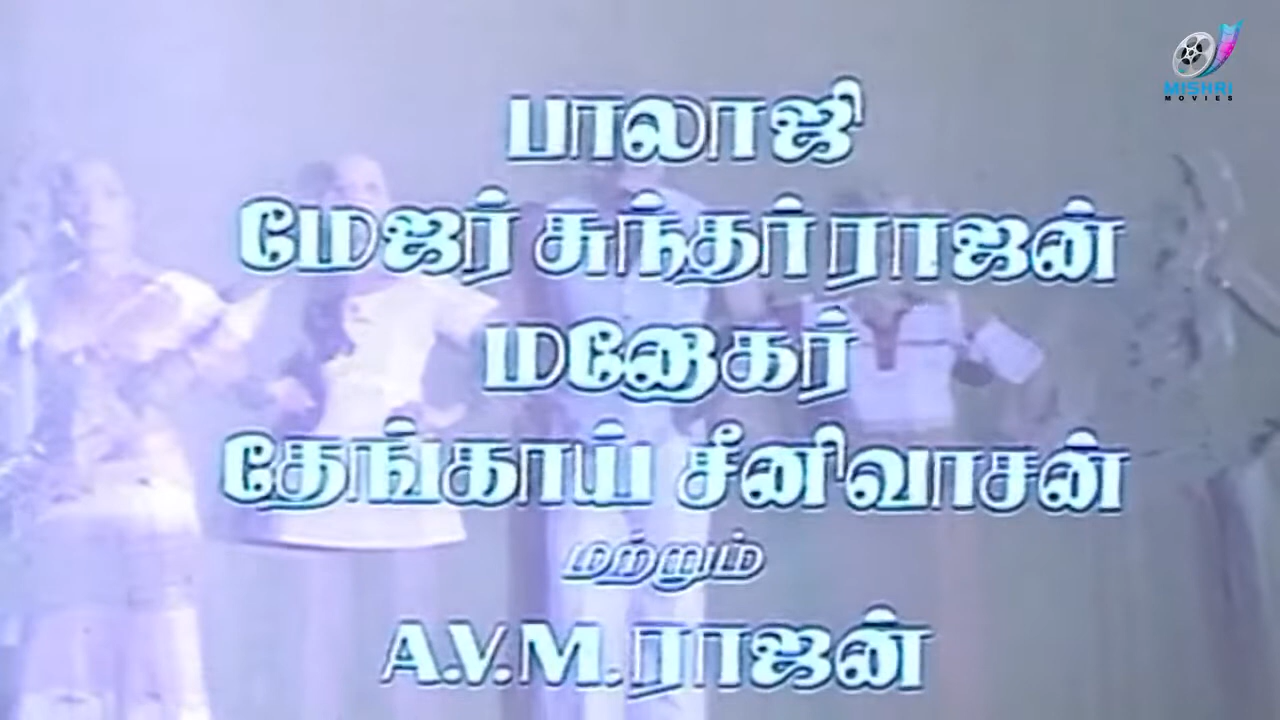 MISHRI
MOVIES
பாலாஜி
மேஜர் சுந்தர்ராஜன்
மனோகர்
தேங்காய் சீனிவாசன்
மற்றும்
A.V.M. ராஜன்